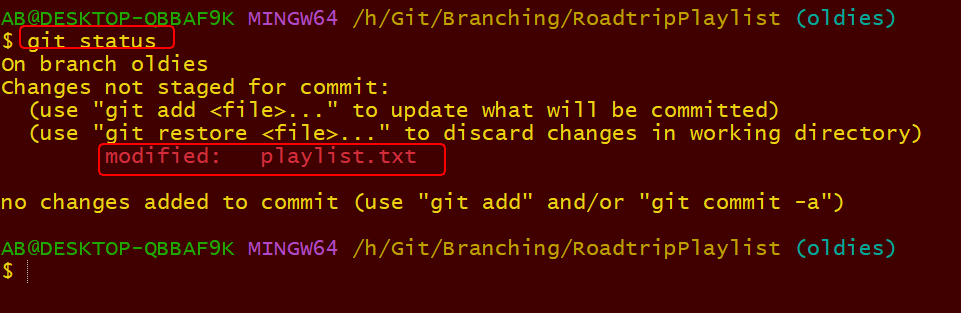 AB@DESKTOP-QBBAF9K MINGW64 /h/Git/Branching/RoadtripPlaylist (oldies)
$ git status
On branch oldies
Changes not staged for commit:
  (use "git add <file>..." to update what will be committed)
  (use "git restore <file>..." to discard changes in working directory)
        modified:   playlist.txt
no changes added to commit (use "git add" and/or "git commit -a")
AB@DESKTOP-QBBAF9K MINGW64 /h/Git/Branching/RoadtripPlaylist (oldies)
$